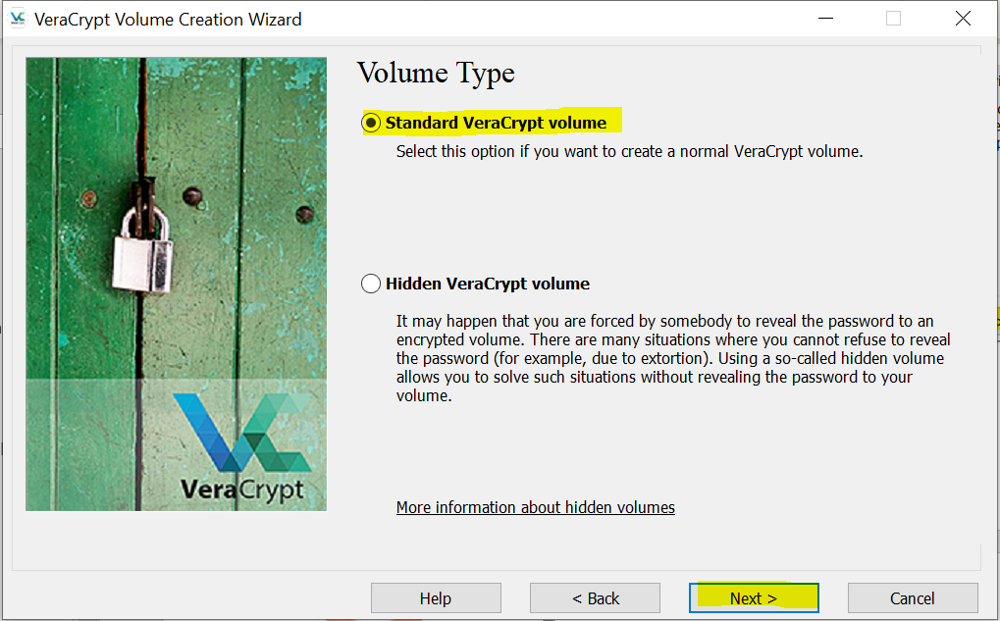 VeraCrypt Volume Creation Wizard
Volume Type
Standard VeraCrypt volume
Select this option if you want to create a normal VeraCrypt volume.
Hidden VeraCrypt volume
It may happen that you are forced by somebody to reveal the password to an
encrypted volume. There are many situations where you cannot refuse to reveal
the password (for example, due to extortion). Using a so-called hidden volume
allows you to solve such situations without revealing the password to your
volume.
VeraCrypt
More information about hidden volumes
Help
< Back
Next >
Cancel